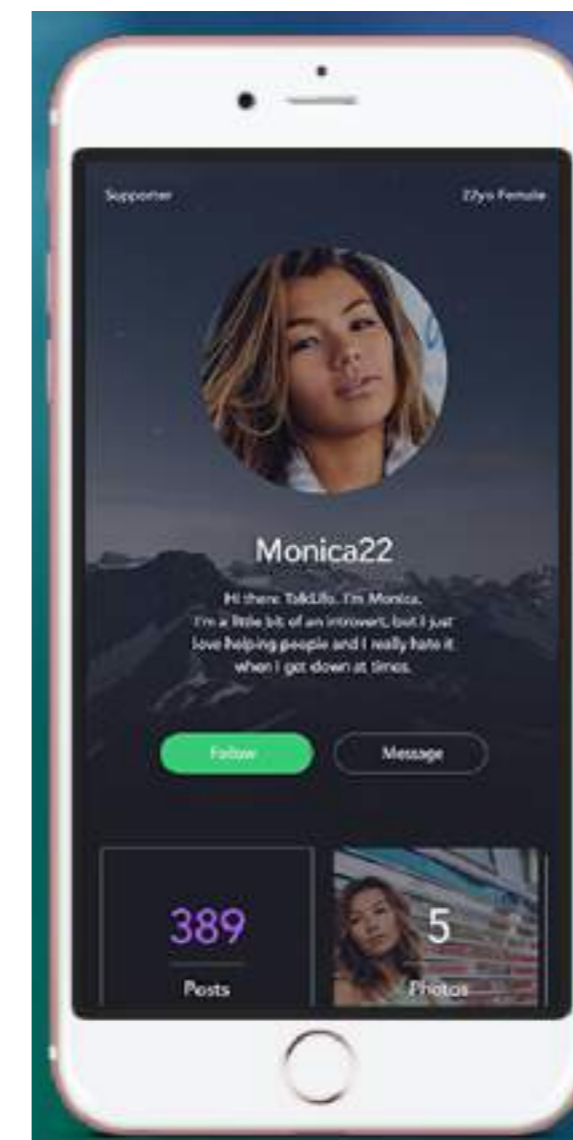 Supporter
22yo Female
Monica22
Hi there TalkLife. I'm Monica.
I'm a little bit of an introvert, but I just
love helping people and I really hate it
when I get down at times.
Follow
Message
389
5
Posts
Photos